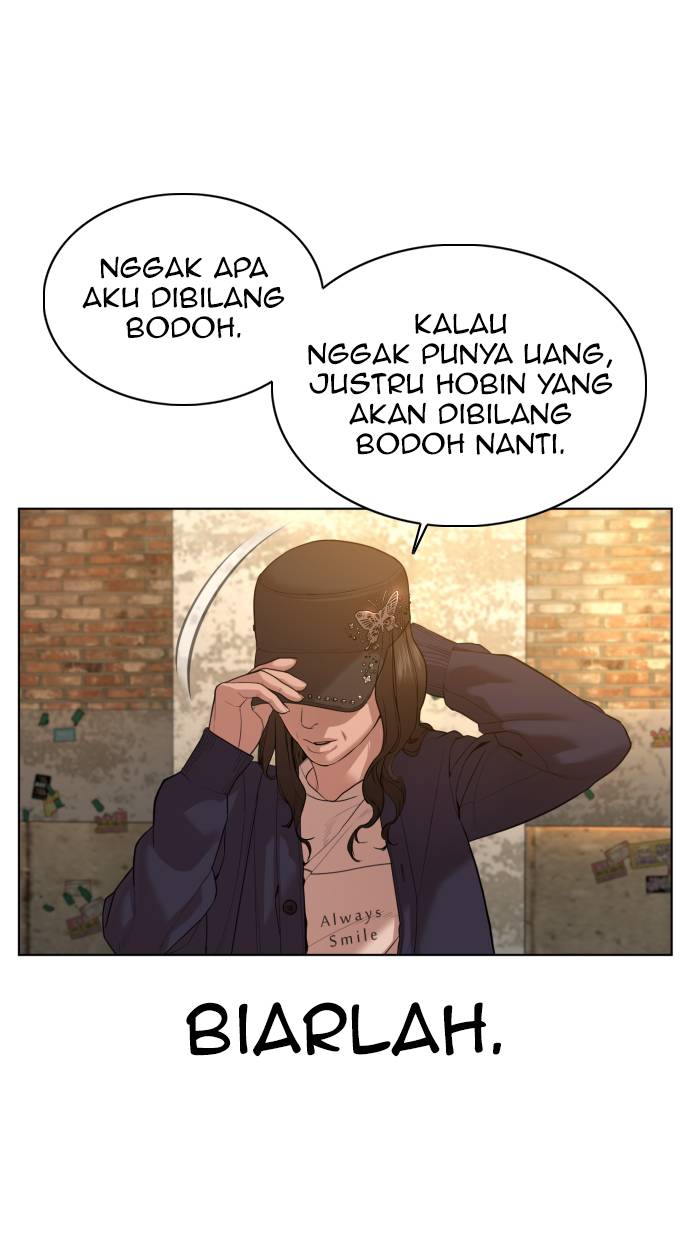 NGGAK APA
AKU DIBILANG
BODOH.
KALAU
NGGAK PUNYA UANG,
JUSTRU HOBIN YANG
AKAN DIBILANG
BODOH NANTI.
Always
Smile
BIARLAH.